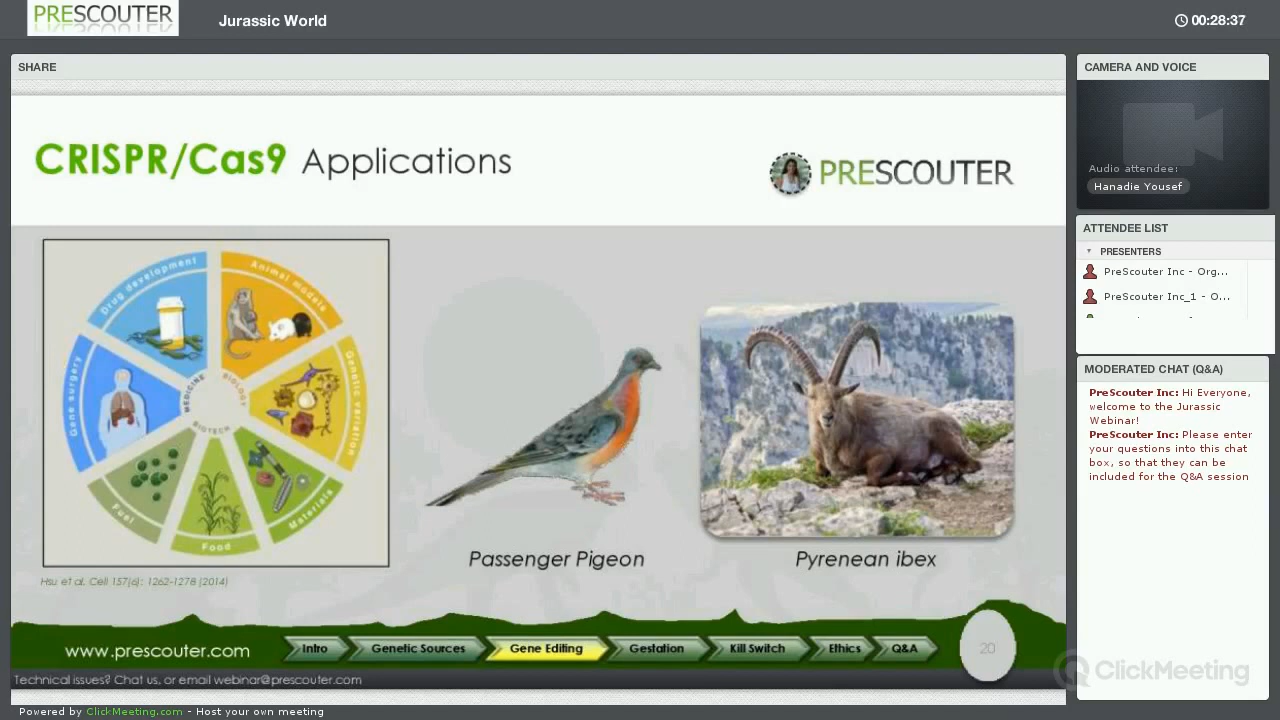 PRESCOUTER
Jurassic World
00:28:37
SHARE
CRISPR/Cas9 Applications
PRESCOUTER
Drug development
Animal models
Gene surgery
MEDICINE
BIOLOGY
Genetic variation
BIOTECH
Fuel
Food
Materials
Hsu et al. Cell 157(6): 1262-1278 (2014)
Passenger Pigeon
Pyrenean ibex
www.prescouter.com
Intro
Genetic Sources
Gene Editing
Gestation
Kill Switch
Ethics
Q&A
20
Technical issues? Chat us, or email webinar@prescouter.com
Powered by ClickMeeting.com - Host your own meeting
CAMERA AND VOICE
Audio attendee:
Hanadie Yousef
ATTENDEE LIST
PRESENTERS
PreScouter Inc - Org...
PreScouter Inc_1 - O...
MODERATED CHAT (Q&A)
PreScouter Inc: Hi Everyone,
welcome to the Jurassic
Webinar!
PreScouter Inc: Please enter
your questions into this chat
box, so that they can be
included for the Q&A session
ClickMeeting